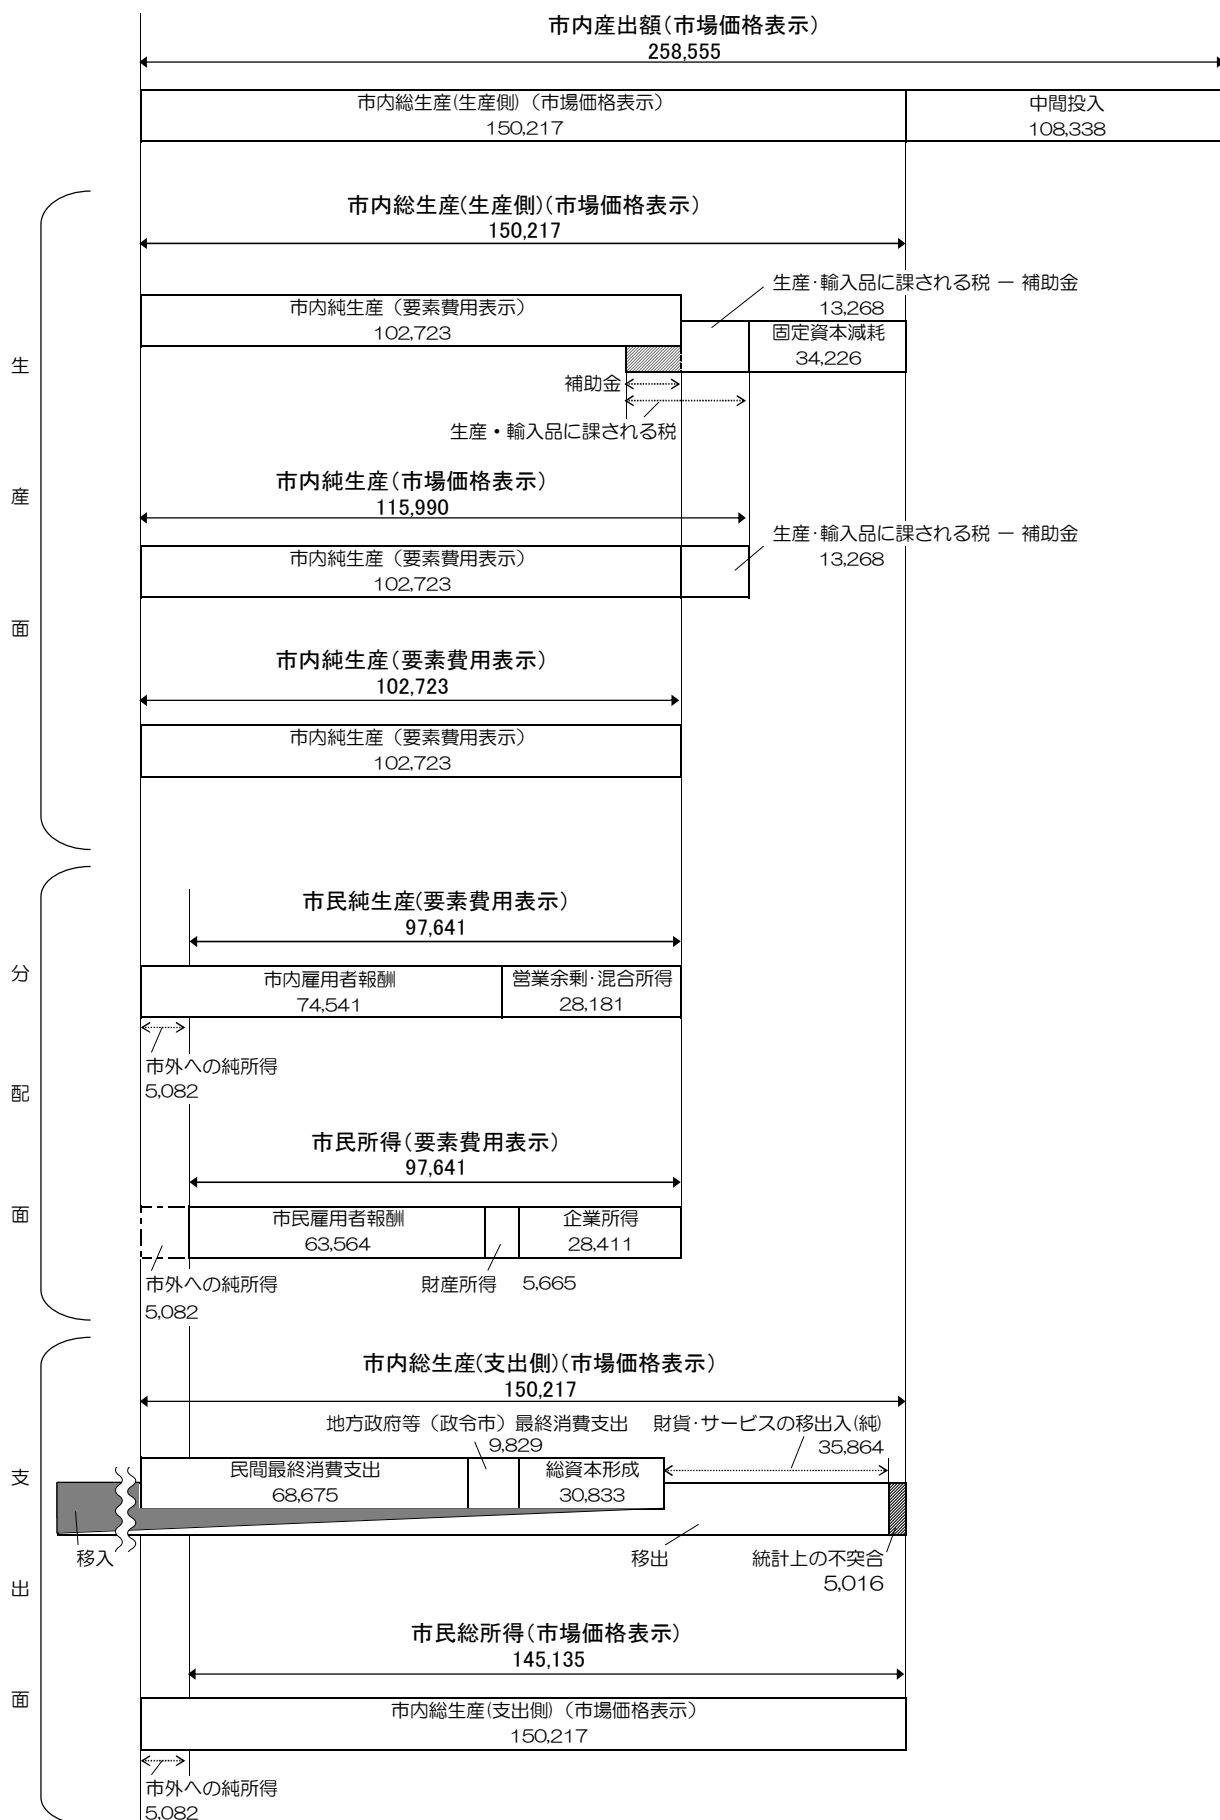 市内産出額(市場価格表示)
258,555
市内総生産(生産側)（市場価格表示）
150,217
中間投入
108,338
市内総生産(生産側)(市場価格表示)
150,217
生産･輸入品に課される税 － 補助金
13,268
市内純生産（要素費用表示）
102,723
固定資本減耗
34,226
補助金
生産・輸入品に課される税
市内純生産(市場価格表示)
115,990
生産･輸入品に課される税 － 補助金
13,268
市内純生産（要素費用表示）
102,723
市内純生産(要素費用表示)
102,723
市内純生産（要素費用表示）
102,723
生
産
面
市民純生産(要素費用表示)
97,641
市内雇用者報酬
74,541
営業余剰･混合所得
28,181
市外への純所得
5,082
市民所得(要素費用表示)
97,641
市民雇用者報酬
63,564
企業所得
28,411
市外への純所得
5,082
財産所得 5,665
分
配
面
市内総生産(支出側)(市場価格表示)
150,217
地方政府等（政令市）最終消費支出
9,829
財貨･サービスの移出入(純)
35,864
民間最終消費支出
68,675
総資本形成
30,833
移入
移出
統計上の不突合
5,016
市民総所得(市場価格表示)
145,135
市内総生産(支出側)（市場価格表示）
150,217
市外への純所得
5,082
支
出
面